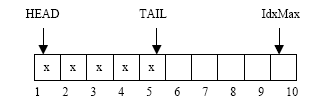 HEAD TAIL IdxMax
x x x x x
1 2 3 4 5 6 7 8 9 10